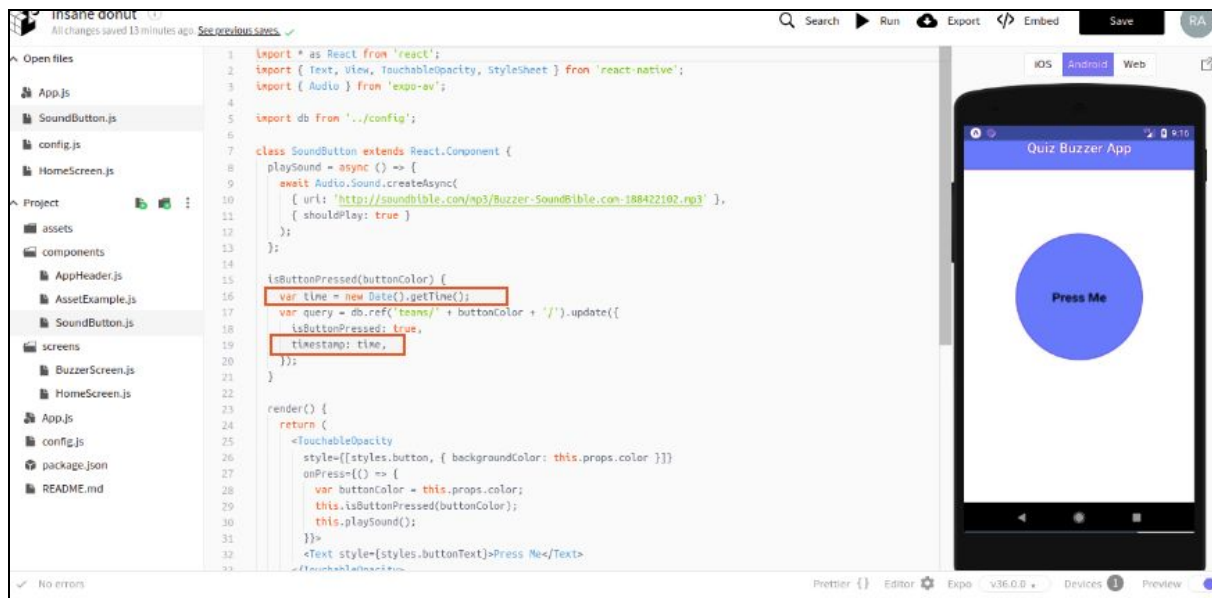 Insane donut
All changes saved 13 minutes ago. See previous saves.
Search Run Export </> Embed Save RA
Open files
App.js
SoundButton.js
config.js
HomeScreen.js
Project
assets
components
AppHeader.js
AssetExample.js
SoundButton.js
screens
BuzzerScreen.js
HomeScreen.js
App.js
config.js
package.json
README.md
1 import * as React from 'react';
2 import { Text, View, TouchableOpacity, StyleSheet } from 'react-native';
3 import { Audio } from 'expo-av';
4
5 import db from '../config';
6
7 class SoundButton extends React.Component {
8 playSound = async () => {
9 await Audio.Sound.createAsync(
10 { uri: 'http://soundbible.com/mp3/Buzzer-SoundBible.com-188422102.mp3' },
11 { shouldPlay: true }
12 );
13 };
14
15 isButtonPressed(buttonColor) {
16 var time = new Date().getTime();
17 var query = db.ref('teams/' + buttonColor + '/').update({
18 isButtonPressed: true,
19 timestamp: time,
20 });
21 }
22
23 render() {
24 return (
25 <TouchableOpacity
26 style={[styles.button, { backgroundColor: this.props.color }]}
27 onPress={() => {
28 var buttonColor = this.props.color;
29 this.isButtonPressed(buttonColor);
30 this.playSound();
31 }}>
32 <Text style={styles.buttonText}>Press Me</Text>
33 </TouchableOpacity>
iOS Android Web
9:16
Quiz Buzzer App
Press Me
No errors
Prettier {} Editor Expo v36.0.0 Devices 1 Preview